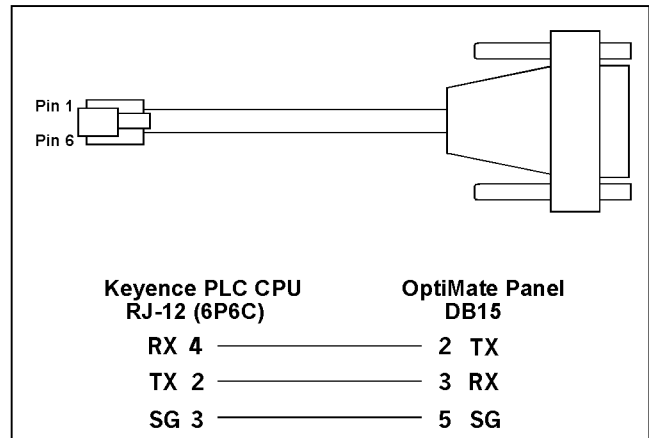 Pin 1
Pin 6
Keyence PLC CPU OptiMate Panel
RJ-12 (6P6C) DB15
RX 4 2 TX
TX 2 3 RX
SG 3 5 SG